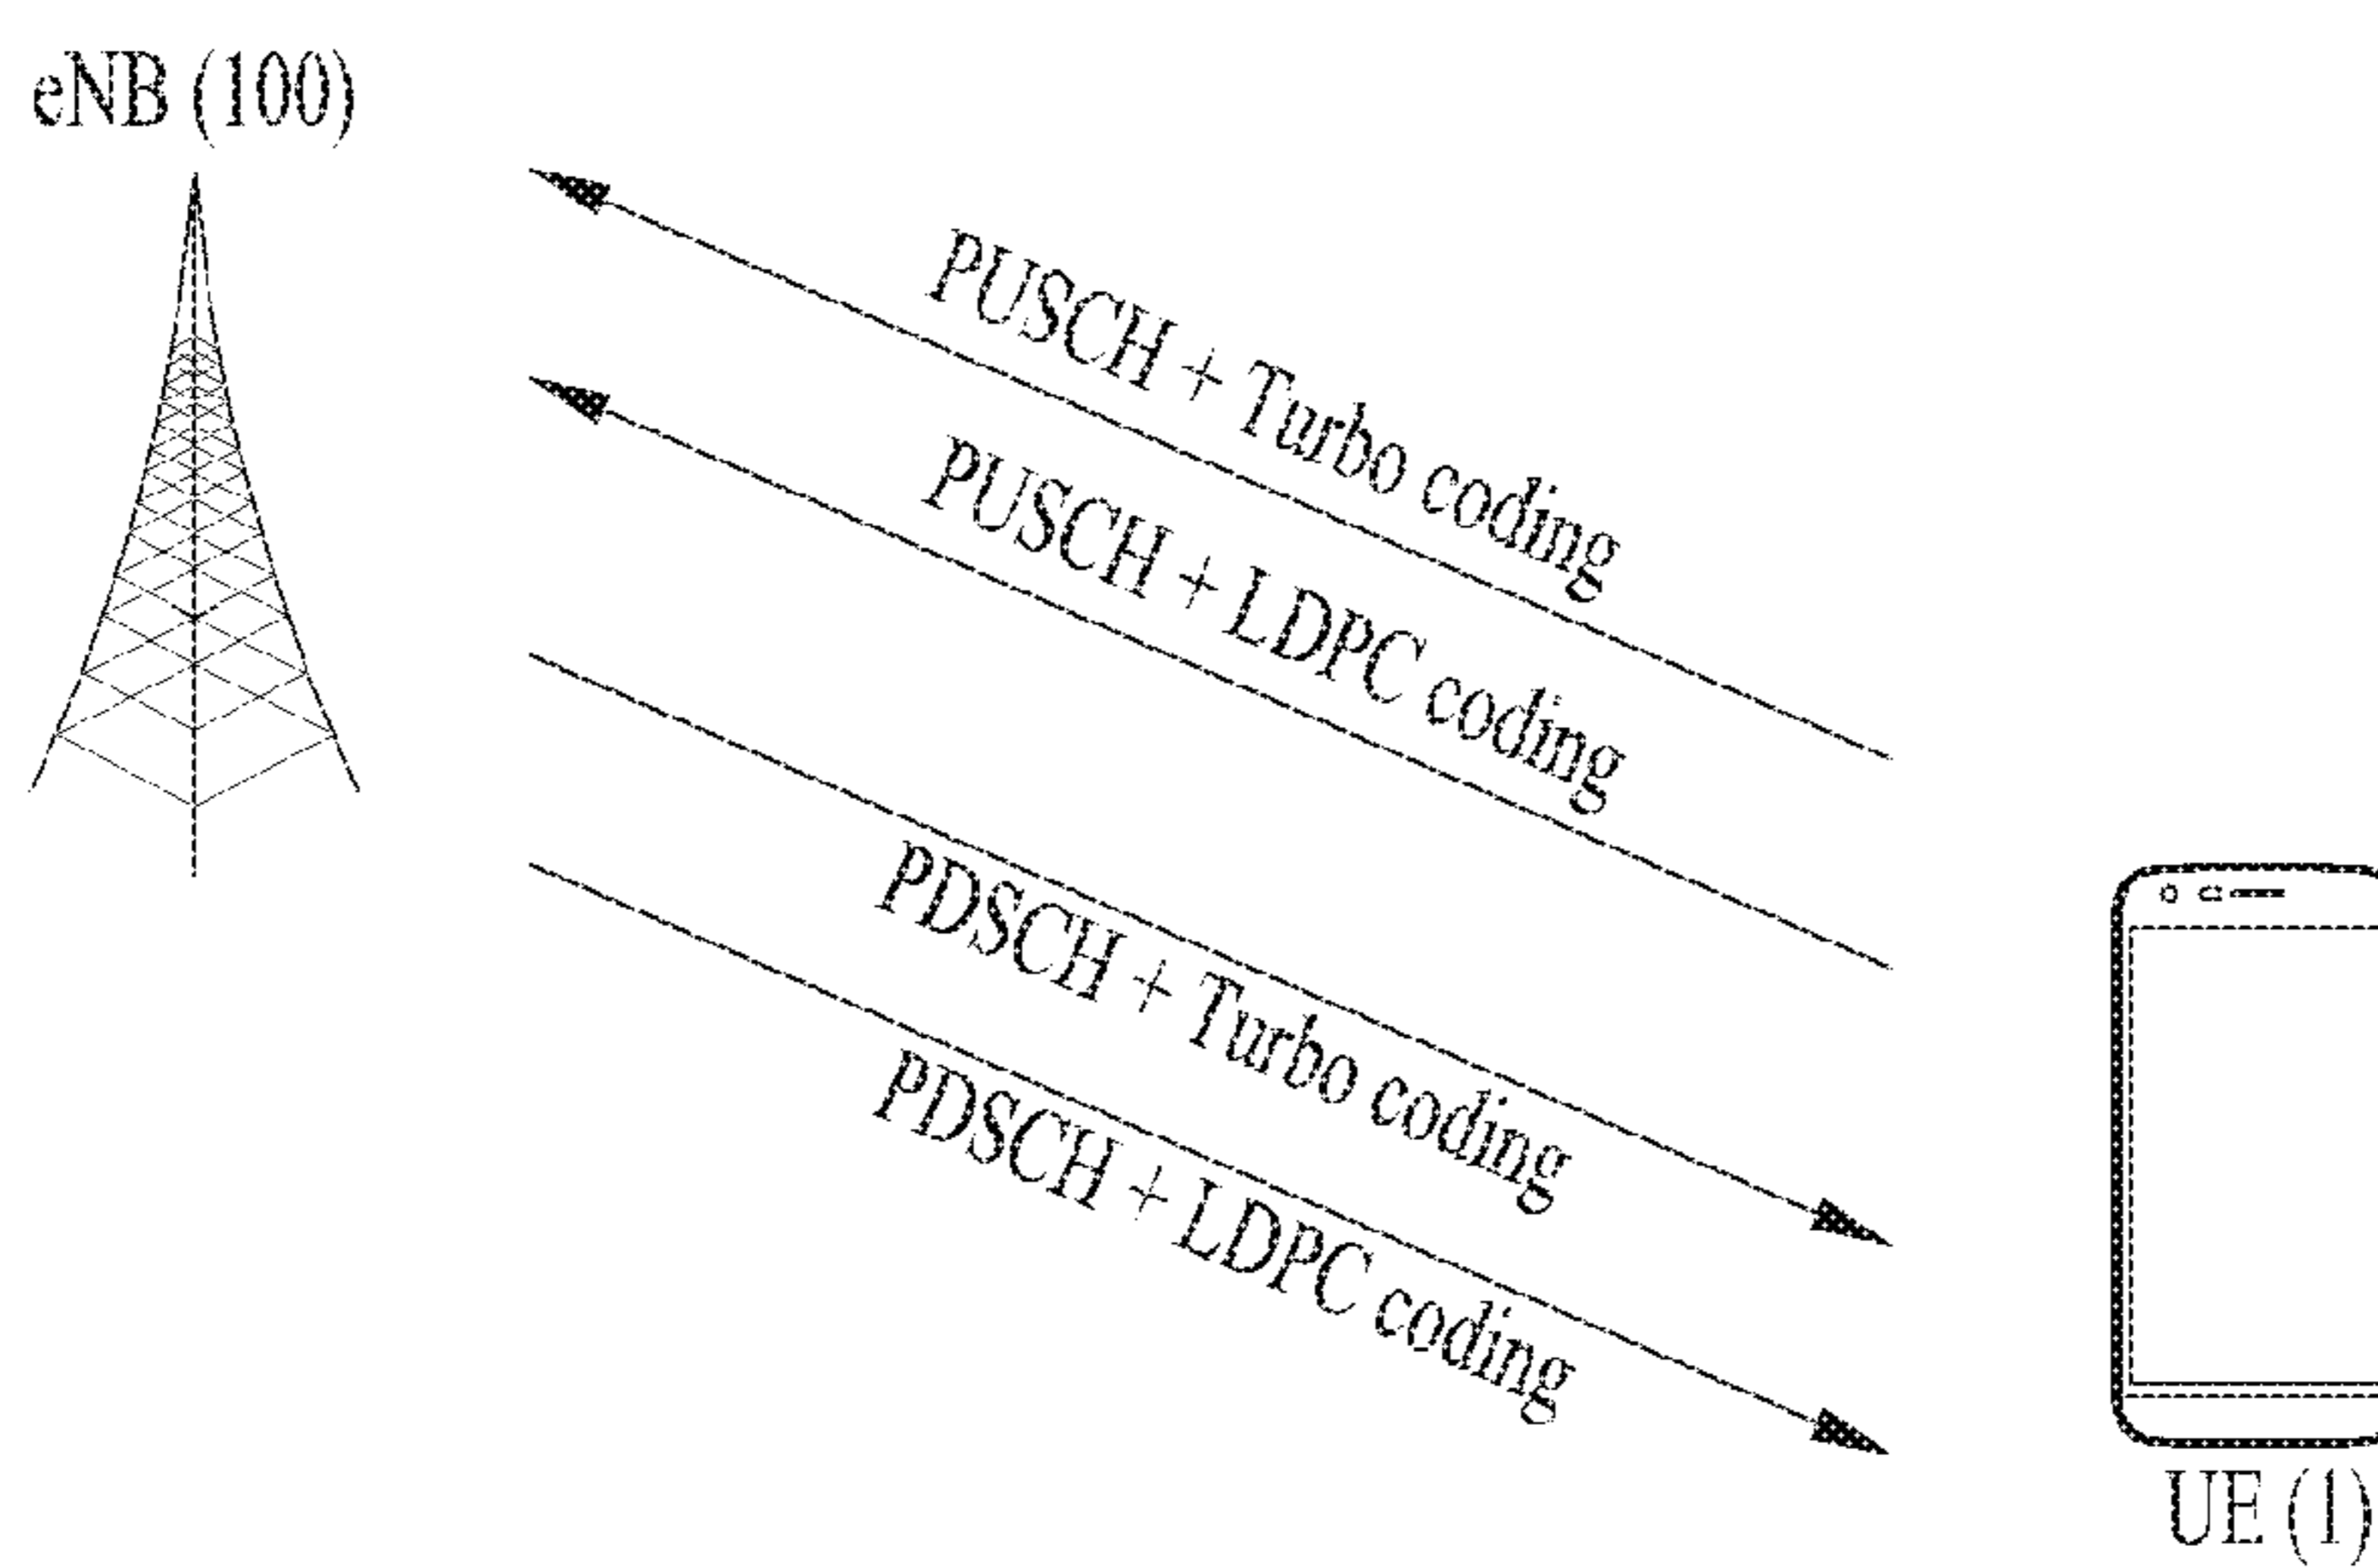 eNB (100)
PUSCH + Turbo coding
PUSCH + LDPC coding
PDSCH + Turbo coding
PDSCH + LDPC coding
UE (1)